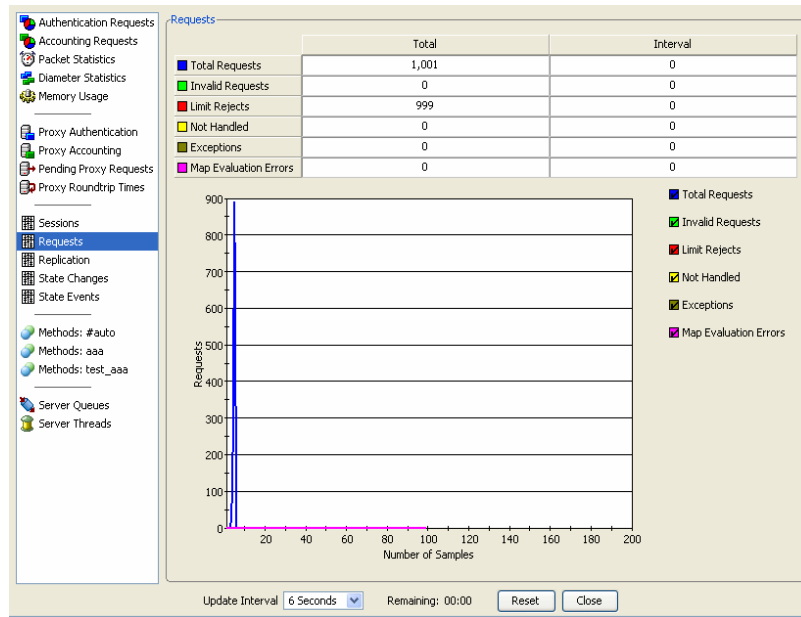 Authentication Requests
Accounting Requests
Packet Statistics
Diameter Statistics
Memory Usage
Proxy Authentication
Proxy Accounting
Pending Proxy Requests
Proxy Roundtrip Times
Sessions
Requests
Replication
State Changes
State Events
Methods: #auto
Methods: aaa
Methods: test_aaa
Server Queues
Server Threads
Requests
Total Interval
Total Requests 1,001 0
Invalid Requests 0 0
Limit Rejects 999 0
Not Handled 0 0
Exceptions 0 0
Map Evaluation Errors 0 0
900
800
700
600
500
400
300
200
100
0
Requests
20 40 60 80 100 120 140 160 180 200
Number of Samples
Total Requests
Invalid Requests
Limit Rejects
Not Handled
Exceptions
Map Evaluation Errors
Update Interval 6 Seconds Remaining: 00:00 Reset Close